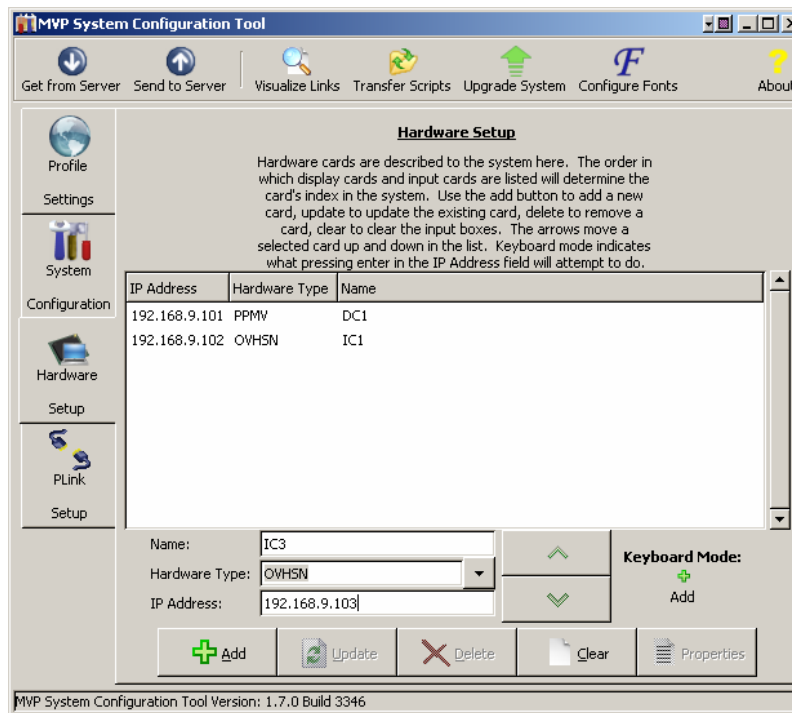 MVP System Configuration Tool
Get from Server Send to Server Visualize Links Transfer Scripts Upgrade System Configure Fonts About
Profile
Settings
System
Configuration
Hardware
Setup
PLink
Setup
Hardware Setup
Hardware cards are described to the system here. The order in
which display cards and input cards are listed will determine the
card's index in the system. Use the add button to add a new
card, update to update the existing card, delete to remove a
card, clear to clear the input boxes. The arrows move a
selected card up and down in the list. Keyboard mode indicates
what pressing enter in the IP Address field will attempt to do.
IP Address Hardware Type Name
192.168.9.101 PPMV DC1
192.168.9.102 OVHSN IC1
Name: IC3
Hardware Type: OVHSN
IP Address: 192.168.9.103
Keyboard Mode:
Add
Add Update Delete Clear Properties
MVP System Configuration Tool Version: 1.7.0 Build 3346